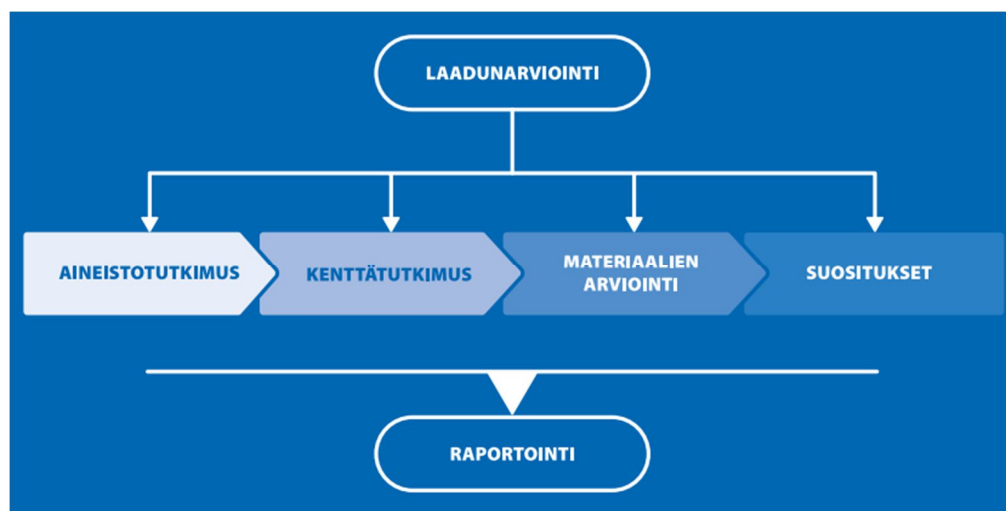 LAADUNARVIOINTI
AINEISTOTUTKIMUS
KENTTÄTUTKIMUS
MATERIAALIEN
ARVIOINTI
SUOSITUKSET
RAPORTOINTI